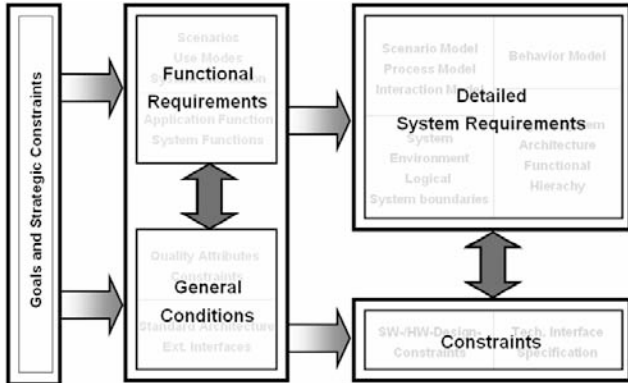 Goals and Strategic Constraints
Scenarios
Use Modes
Functional
Requirements
Application Function
System Functions
Quality Attributes
Constraints
General
Conditions
Standard Architecture
Ext. Interfaces
Scenario Model
Process Model
Interaction Model
Behavior Model
Detailed
System Requirements
System
Environment
Logical
System boundaries
Architecture
Functional
Hierachy
SW-/HW-Design-
Constraints
Tech. Interface
Specification
Constraints